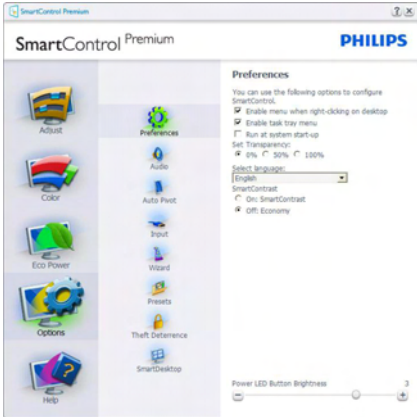 SmartControl Premium
SmartControl Premium
PHILIPS
Adjust
Color
Eco Power
Options
Help
Preferences
Audio
Auto Pivot
Input
Wizard
Presets
Theft Deterrence
SmartDesktop
Preferences
You can use the following options to configure
SmartControl.
Enable menu when right-clicking on desktop
Enable task tray menu
Run at system start-up
Set Transparency:
0% 50% 100%
Select language:
English
SmartContrast
On: SmartContrast
Off: Economy
Power LED Button Brightness 3